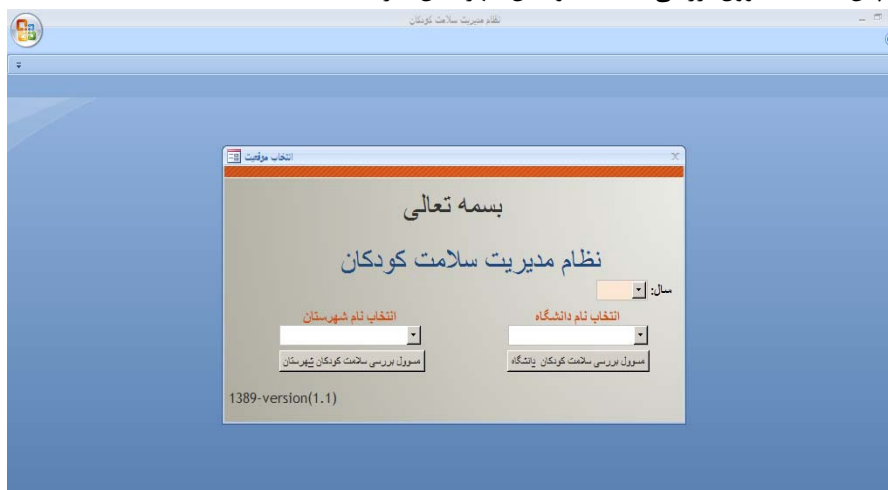 نظام مدیریت سلامت کودکان
انتخاب موقعیت
بسمه تعالی
نظام مدیریت سلامت کودکان
سال:
انتخاب نام دانشگاه
انتخاب نام شهرستان
مسوول بررسی سلامت کودکان دانشگاه
مسوول بررسی سلامت کودکان شهرستان
1389-version(1.1)